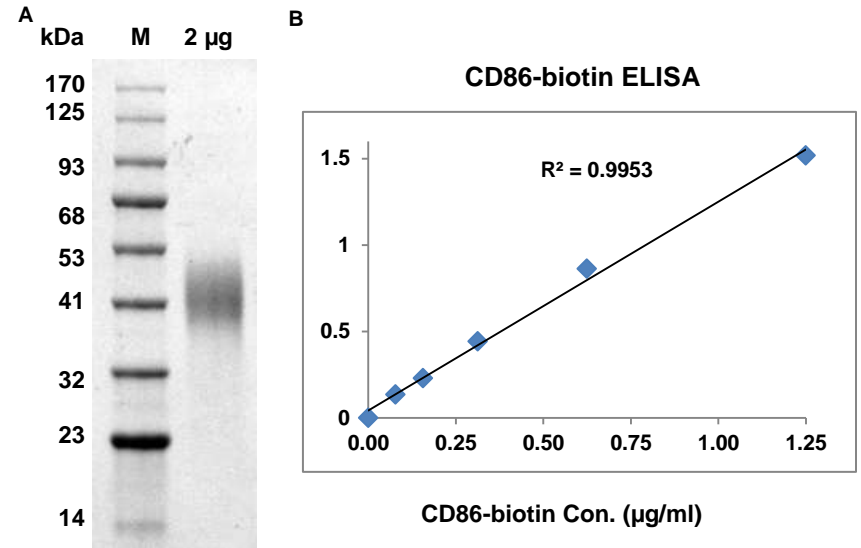 A
kDa M 2 µg
170
125
93
68
53
41
32
23
14
B
CD86-biotin ELISA
R² = 0.9953
1.5
1
0.5
0
0.00 0.25 0.50 0.75 1.00 1.25
CD86-biotin Con. (µg/ml)